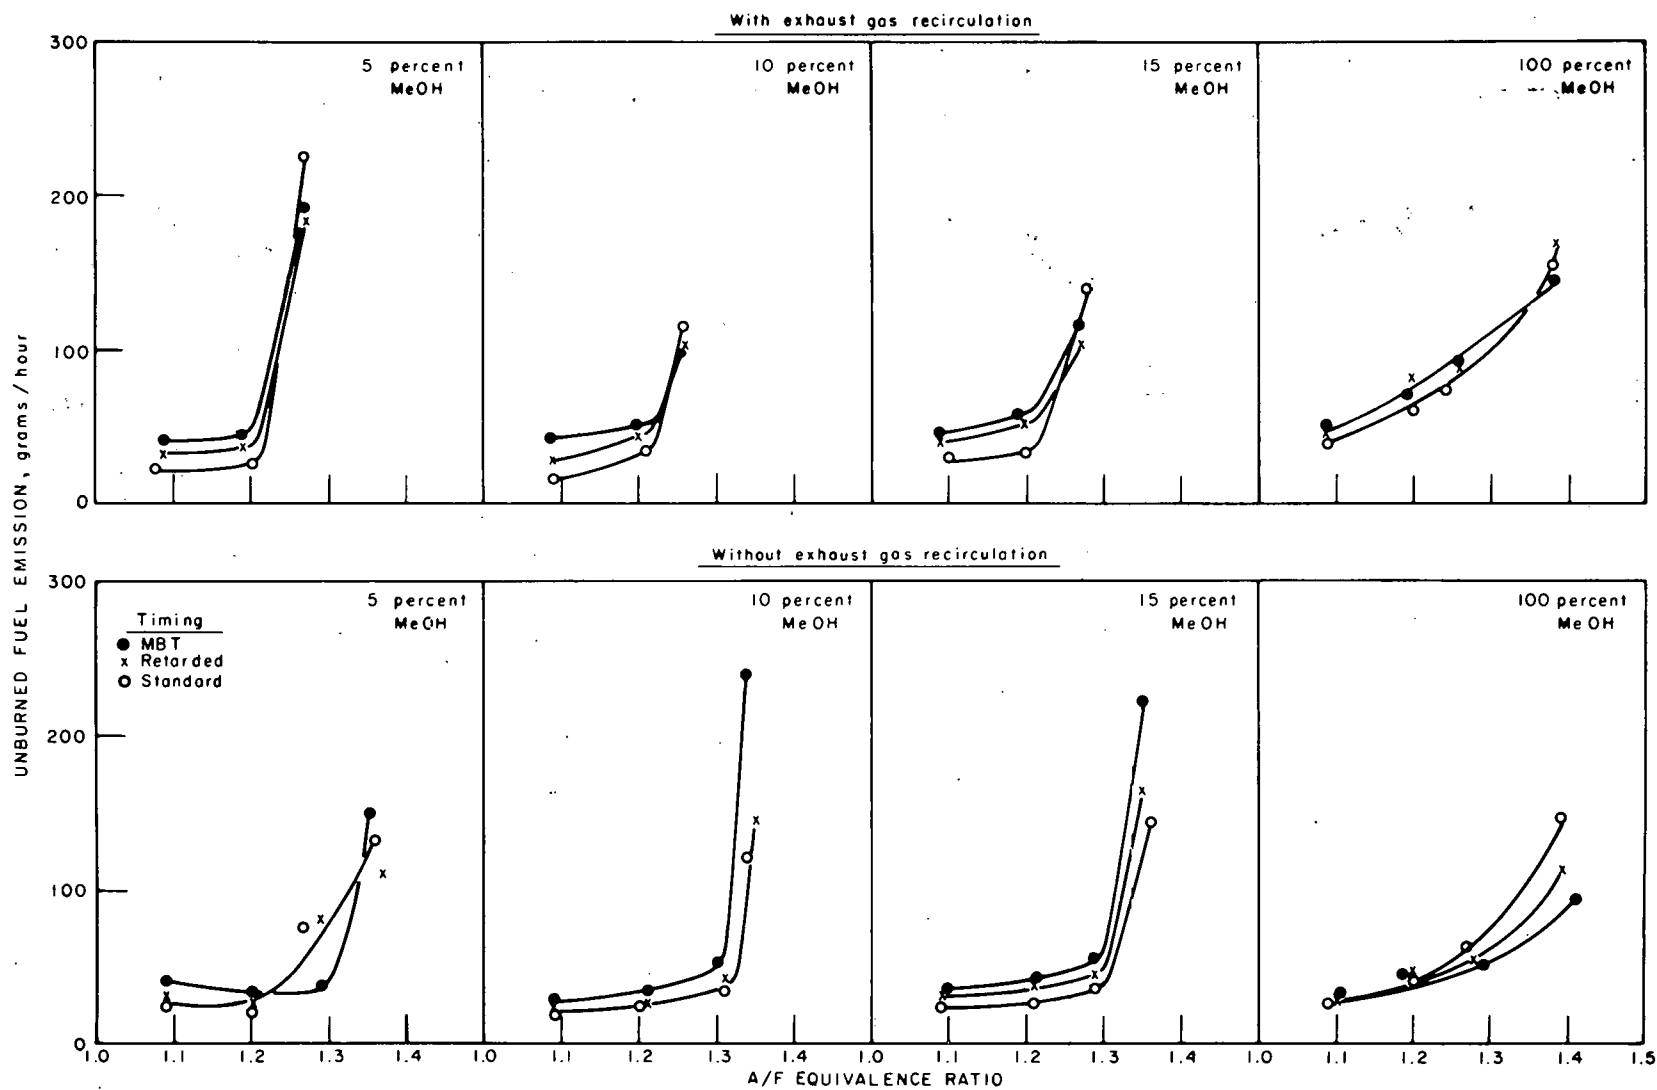 With exhaust gas recirculation
300
200
100
0
5 percent
MeOH
10 percent
MeOH
15 percent
MeOH
100 percent
MeOH
UNBURNED FUEL EMISSION, grams/hour
Without exhaust gas recirculation
300
200
100
0
5 percent
MeOH
10 percent
MeOH
15 percent
MeOH
100 percent
MeOH
Timing
● MBT
x Retarded
o Standard
1.0 1.1 1.2 1.3 1.4 1.0 1.1 1.2 1.3 1.0 1.1 1.2 1.3 1.0 1.1 1.2 1.3 1.4 1.5
A/F EQUIVALENCE RATIO